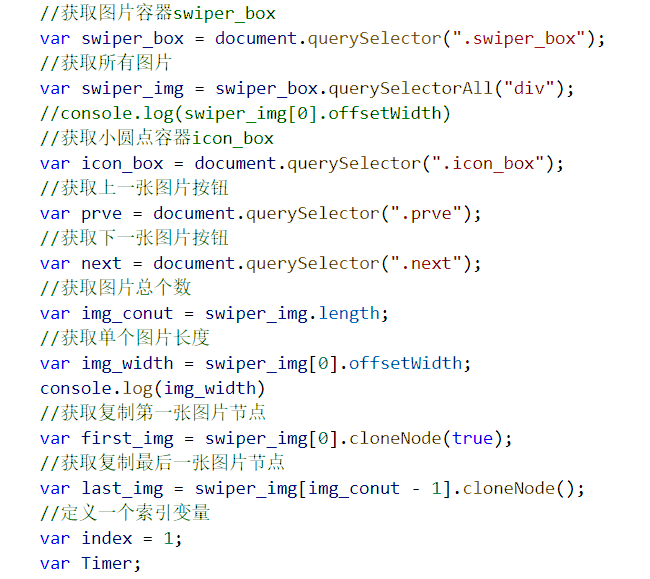 //获取图片容器swiper_box
var swiper_box = document.querySelector(".swiper_box");
//获取所有图片
var swiper_img = swiper_box.querySelectorAll("div");
//console.log(swiper_img[0].offsetWidth)
//获取小圆点容器icon_box
var icon_box = document.querySelector(".icon_box");
//获取上一张图片按钮
var prve = document.querySelector(".prve");
//获取下一张图片按钮
var next = document.querySelector(".next");
//获取图片总个数
var img_conut = swiper_img.length;
//获取单个图片长度
var img_width = swiper_img[0].offsetWidth;
console.log(img_width)
//获取复制第一张图片节点
var first_img = swiper_img[0].cloneNode(true);
//获取复制最后一张图片节点
var last_img = swiper_img[img_conut - 1].cloneNode();
//定义一个索引变量
var index = 1;
var Timer;